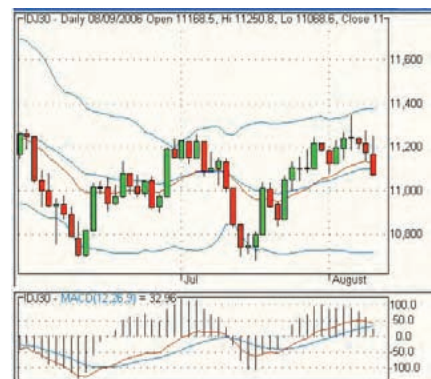 IDJ30 - Daily 08/09/2006 Open 11168.5, Hi 11250.8, Lo 11068.6, Close 11
11,600
11,400
11,200
11,000
10,800
Jul
August
IDJ30 - MACD(12,26,9) = 32.96
100.0
50.0
0.0
-50.0
-100.0